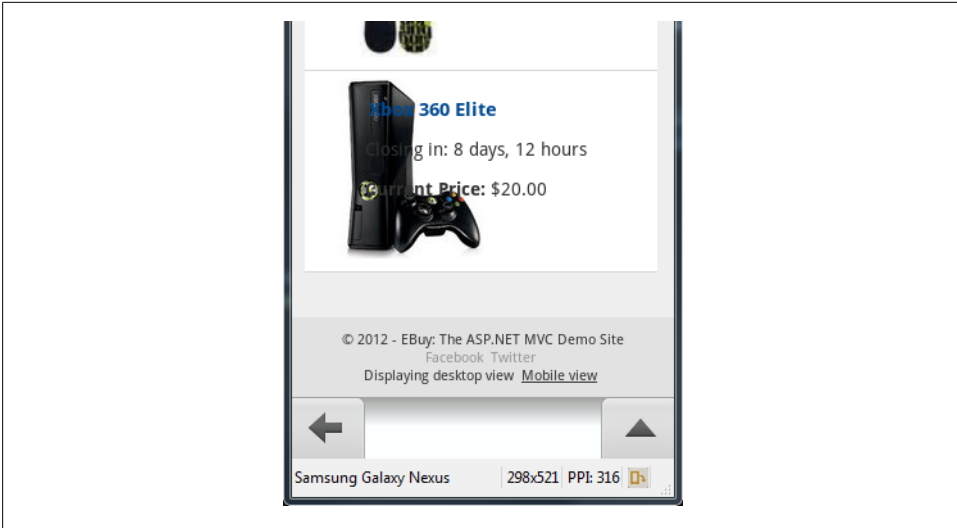 Xbox 360 Elite
Closing in: 8 days, 12 hours
Current Price: $20.00
© 2012 - EBuy: The ASP.NET MVC Demo Site
Facebook Twitter
Displaying desktop view Mobile view
Samsung Galaxy Nexus 298x521 PPI: 316